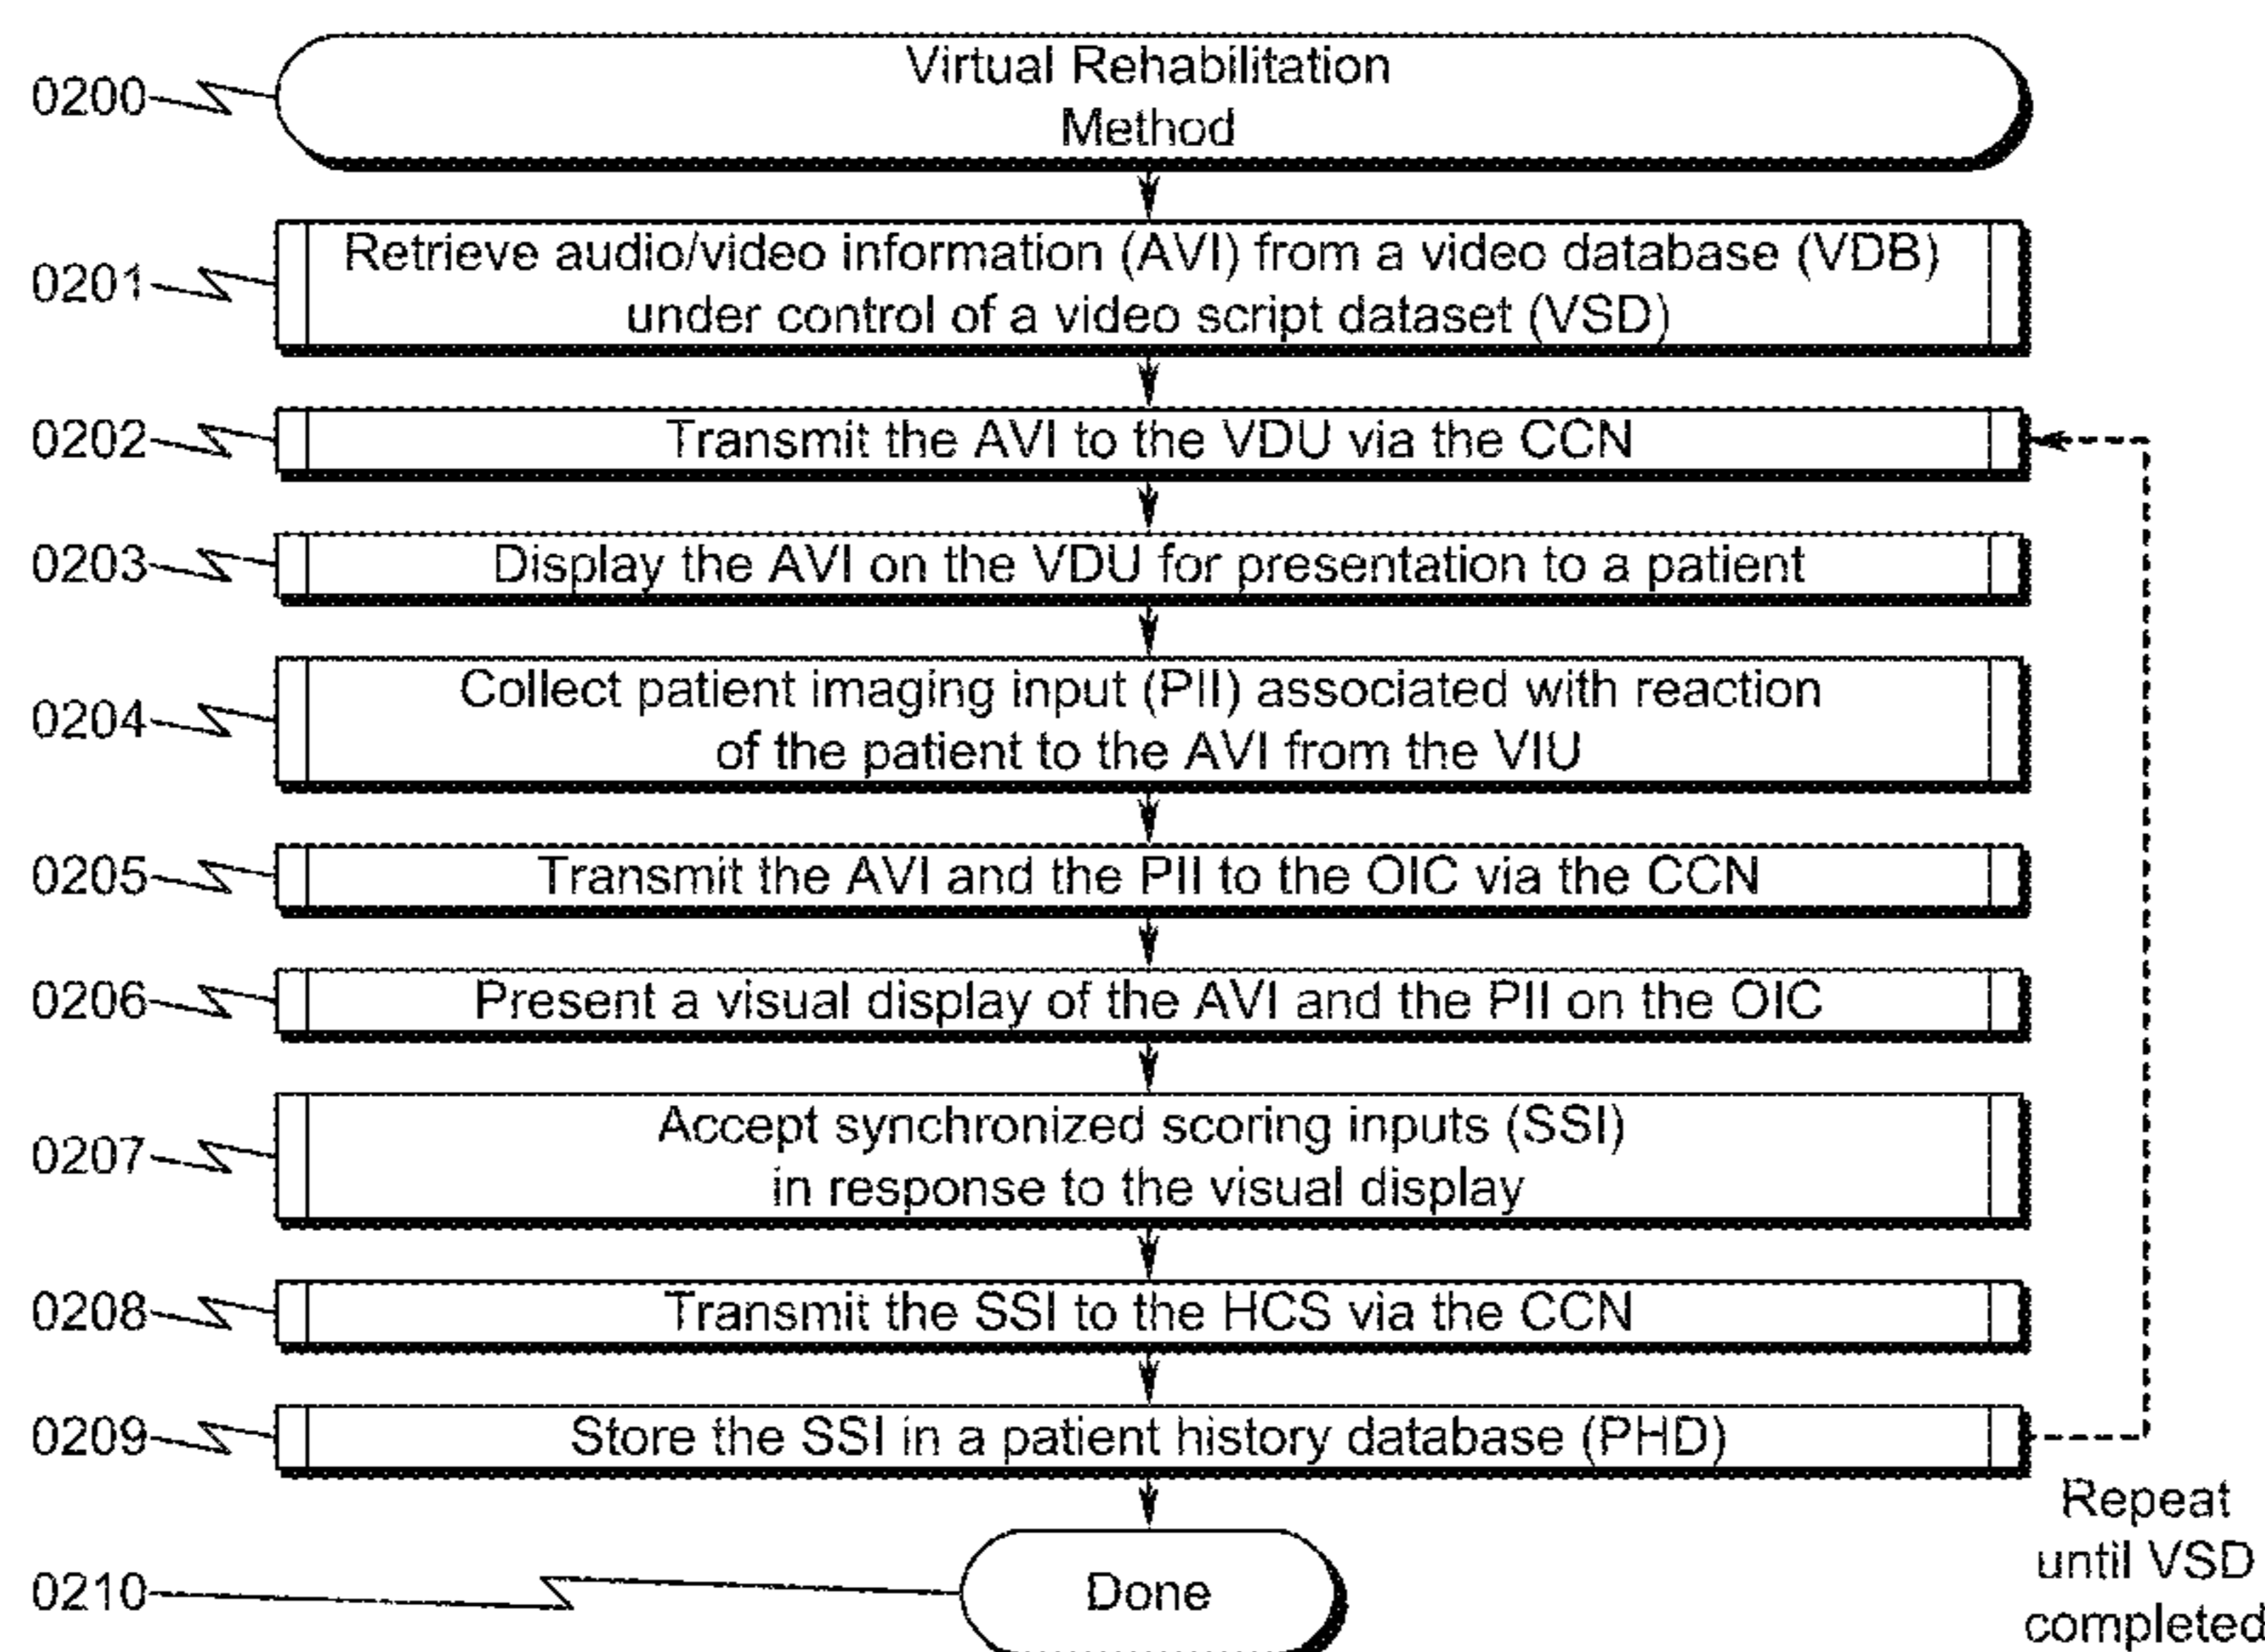 Virtual Rehabilitation
Method
0200
Retrieve audio/video information (AVI) from a video database (VDB)
under control of a video script dataset (VSD)
0201
Transmit the AVI to the VDU via the CCN
0202
Display the AVI on the VDU for presentation to a patient
0203
Collect patient imaging input (PII) associated with reaction
of the patient to the AVI from the VIU
0204
Transmit the AVI and the PII to the OIC via the CCN
0205
Present a visual display of the AVI and the PII on the OIC
0206
Accept synchronized scoring inputs (SSI)
in response to the visual display
0207
Transmit the SSI to the HCS via the CCN
0208
Store the SSI in a patient history database (PHD)
0209
Repeat
until VSD
completed
Done
0210